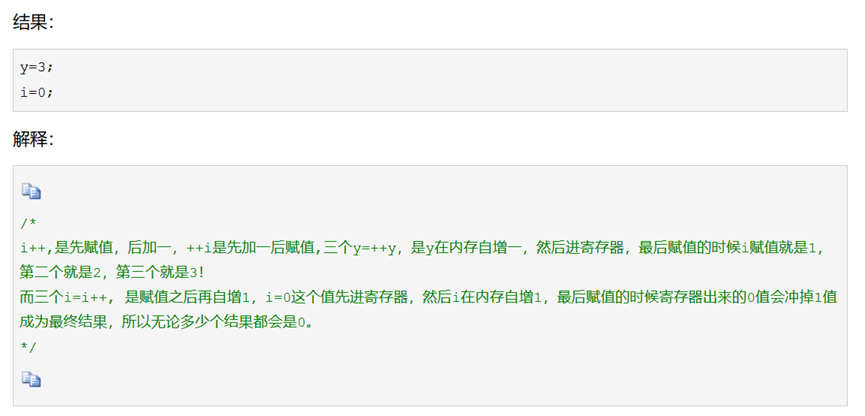 结果:
y=3;
i=0;
解释:
/*
i++,是先赋值，后加一，++i是先加一后赋值,三个y=++y，是y在内存自增一，然后进寄存器，最后赋值的时候i赋值就是1，
第二个就是2，第三个就是3！
而三个i=i++, 是赋值之后再自增1，i=0这个值先进寄存器，然后i在内存自增1，最后赋值的时候寄存器出来的0值会冲掉1值
成为最终结果，所以无论多少个结果都会是0。
*/